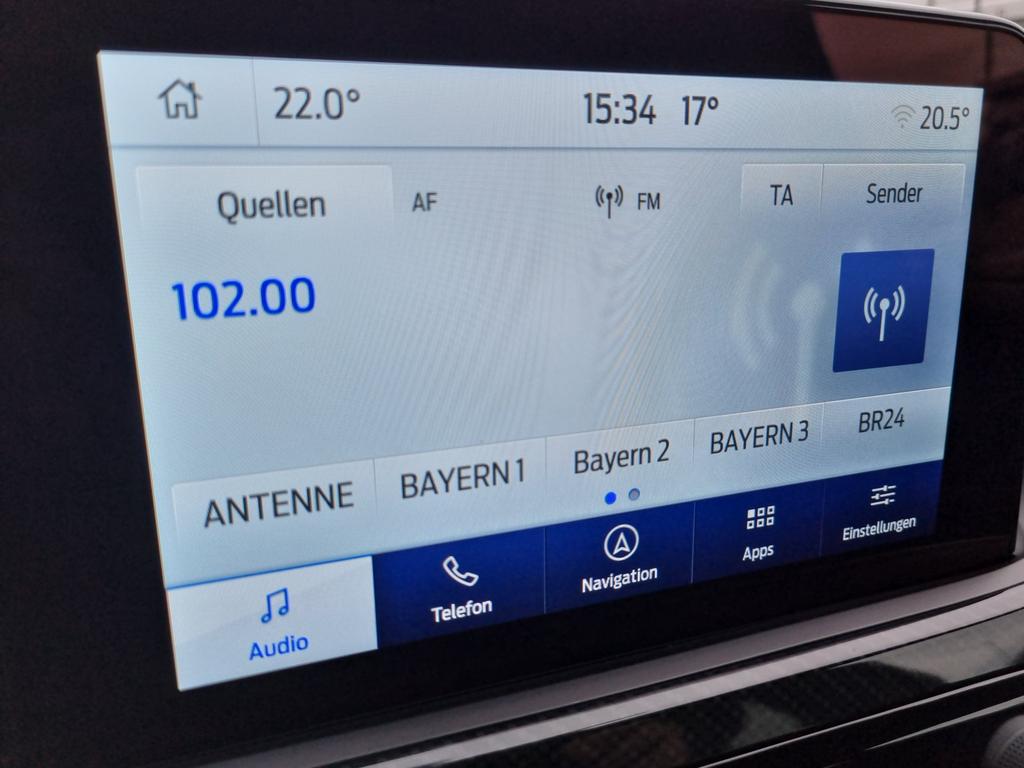 22.0° 15:34 17° 20.5°
Quellen AF FM TA Sender
102.00
ANTENNE BAYERN 1 Bayern 2 BAYERN 3 BR24
Audio Telefon Navigation Apps Einstellungen